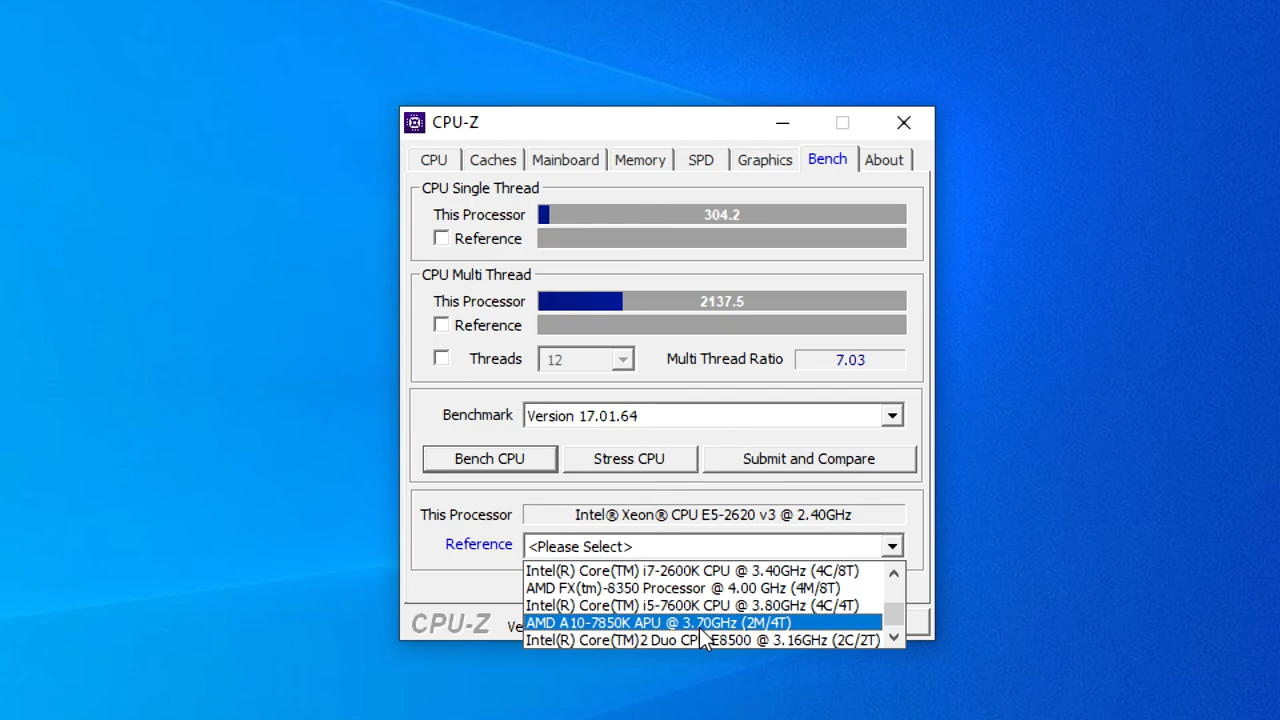 CPU-Z
CPU Caches Mainboard Memory SPD Graphics Bench About
CPU Single Thread
This Processor 304.2
Reference
CPU Multi Thread
This Processor 2137.5
Reference
Threads 12 Multi Thread Ratio 7.03
Benchmark Version 17.01.64
Bench CPU Stress CPU Submit and Compare
This Processor Intel® Xeon® CPU E5-2620 v3 @ 2.40GHz
Reference <Please Select>
Intel(R) Core(TM) i7-2600K CPU @ 3.40GHz (4C/8T)
AMD FX(tm)-8350 Processor @ 4.00 GHz (4M/8T)
Intel(R) Core(TM) i5-7600K CPU @ 3.80GHz (4C/4T)
AMD A10-7850K APU @ 3.70GHz (2M/4T)
CPU-Z Intel(R) Core(TM)2 Duo E8500 @ 3.16GHz (2C/2T)